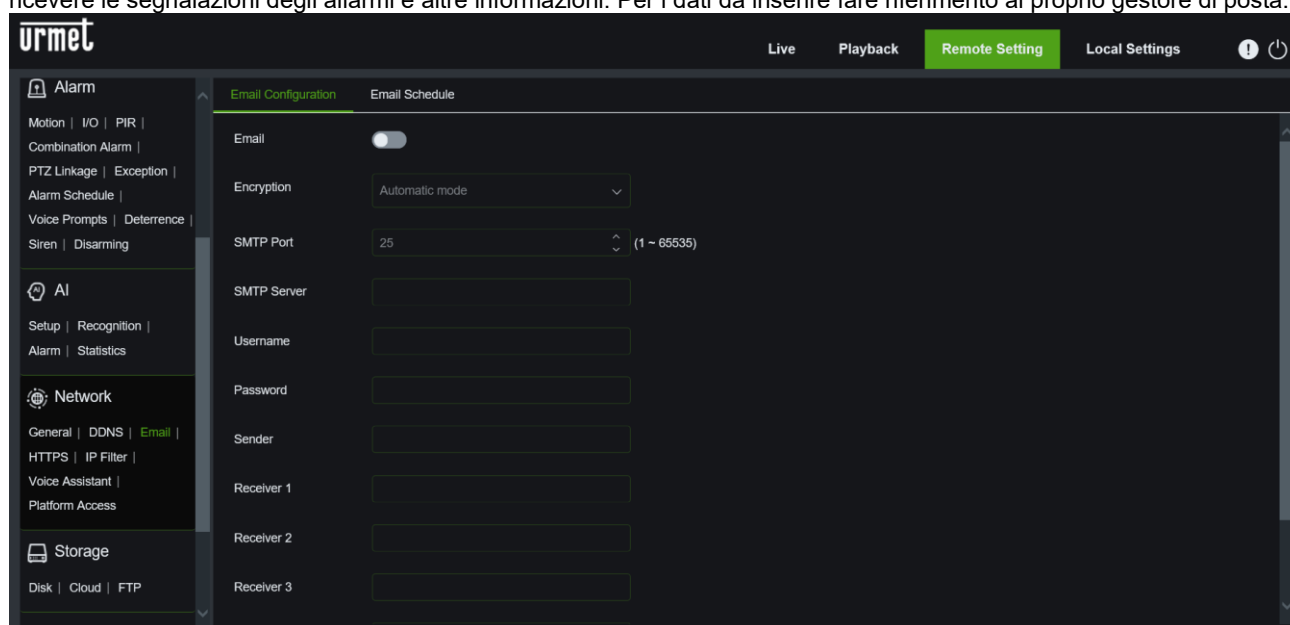 ricevere le segnalazioni degli allarmi e altre informazioni. Per i dati da inserire fare riferimento al proprio gestore di posta.
urmet
Live Playback Remote Setting Local Settings
Alarm
Motion | I/O | PIR |
Combination Alarm |
PTZ Linkage | Exception |
Alarm Schedule |
Voice Prompts | Deterrence |
Siren | Disarming
AI
Setup | Recognition |
Alarm | Statistics
Network
General | DDNS | Email |
HTTPS | IP Filter |
Voice Assistant |
Platform Access
Storage
Disk | Cloud | FTP
Email Configuration Email Schedule
Email
Encryption Automatic mode
SMTP Port 25 (1 ~ 65535)
SMTP Server
Username
Password
Sender
Receiver 1
Receiver 2
Receiver 3